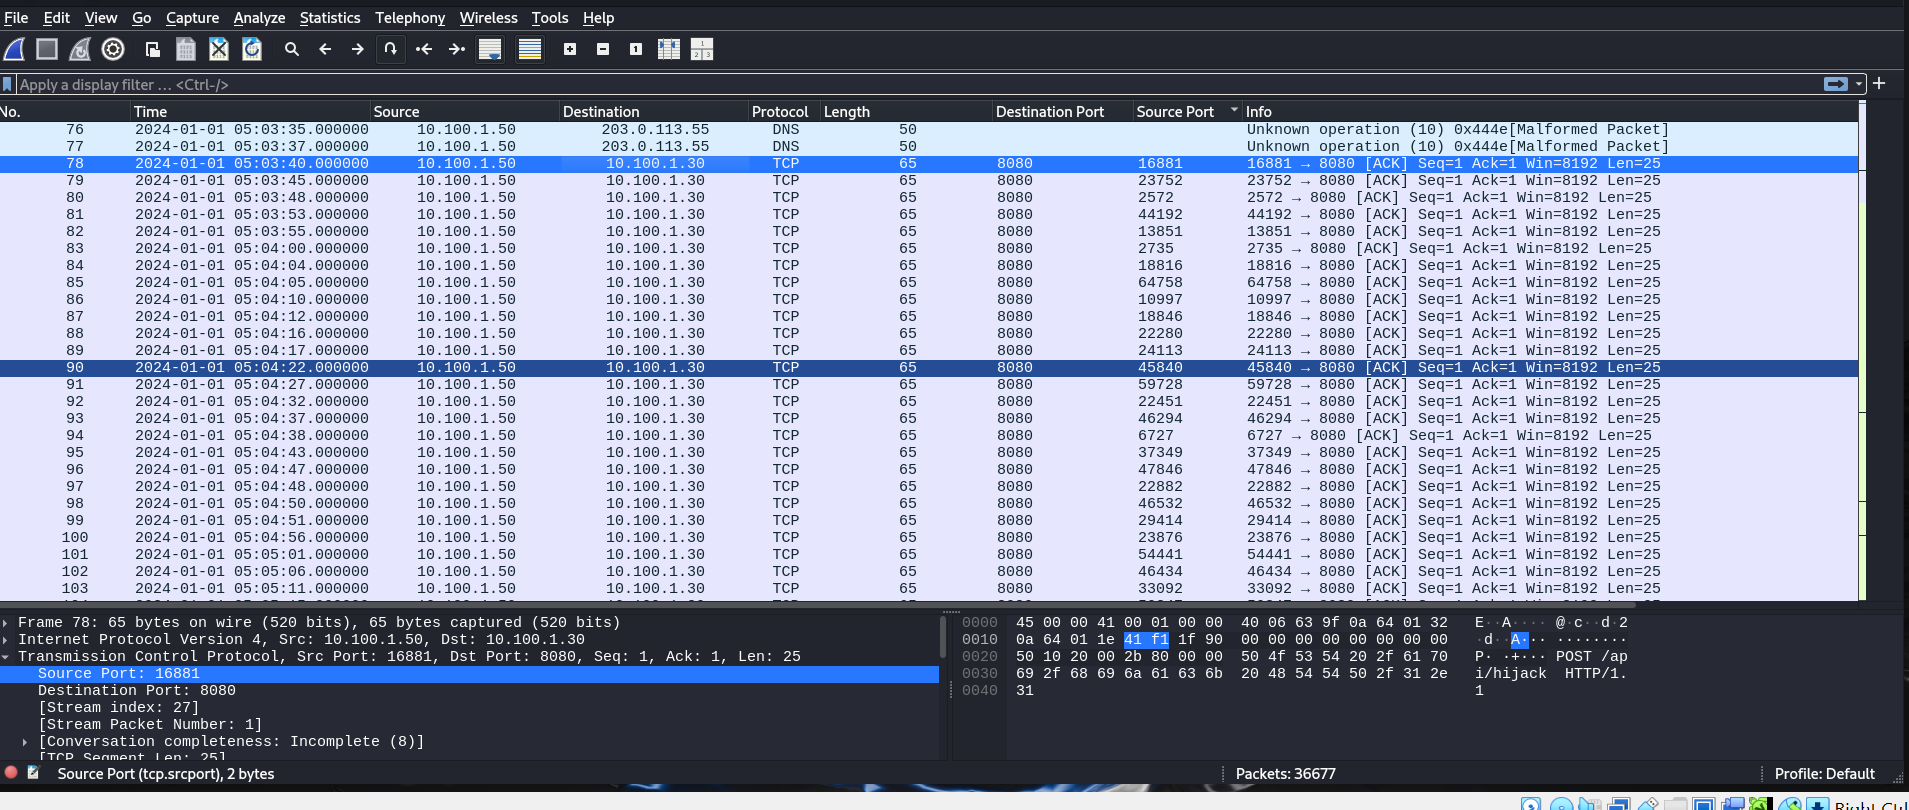 File Edit View Go Capture Analyze Statistics Telephony Wireless Tools Help
Apply a display filter … <Ctrl-/>
No. Time Source Destination Protocol Length Destination Port Source Port Info
76 2024-01-01 05:03:35.000000 10.100.1.50 203.0.113.55 DNS 50 Unknown operation (10) 0x444e[Malformed Packet]
77 2024-01-01 05:03:37.000000 10.100.1.50 203.0.113.55 DNS 50 Unknown operation (10) 0x444e[Malformed Packet]
78 2024-01-01 05:03:40.000000 10.100.1.50 10.100.1.30 TCP 65 8080 16881 16881 → 8080 [ACK] Seq=1 Ack=1 Win=8192 Len=25
79 2024-01-01 05:03:45.000000 10.100.1.50 10.100.1.30 TCP 65 8080 23752 23752 → 8080 [ACK] Seq=1 Ack=1 Win=8192 Len=25
80 2024-01-01 05:03:48.000000 10.100.1.50 10.100.1.30 TCP 65 8080 2572 2572 → 8080 [ACK] Seq=1 Ack=1 Win=8192 Len=25
81 2024-01-01 05:03:53.000000 10.100.1.50 10.100.1.30 TCP 65 8080 44192 44192 → 8080 [ACK] Seq=1 Ack=1 Win=8192 Len=25
82 2024-01-01 05:03:55.000000 10.100.1.50 10.100.1.30 TCP 65 8080 13851 13851 → 8080 [ACK] Seq=1 Ack=1 Win=8192 Len=25
83 2024-01-01 05:04:00.000000 10.100.1.50 10.100.1.30 TCP 65 8080 2735 2735 → 8080 [ACK] Seq=1 Ack=1 Win=8192 Len=25
84 2024-01-01 05:04:04.000000 10.100.1.50 10.100.1.30 TCP 65 8080 18816 18816 → 8080 [ACK] Seq=1 Ack=1 Win=8192 Len=25
85 2024-01-01 05:04:05.000000 10.100.1.50 10.100.1.30 TCP 65 8080 64758 64758 → 8080 [ACK] Seq=1 Ack=1 Win=8192 Len=25
86 2024-01-01 05:04:10.000000 10.100.1.50 10.100.1.30 TCP 65 8080 10997 10997 → 8080 [ACK] Seq=1 Ack=1 Win=8192 Len=25
87 2024-01-01 05:04:12.000000 10.100.1.50 10.100.1.30 TCP 65 8080 18846 18846 → 8080 [ACK] Seq=1 Ack=1 Win=8192 Len=25
88 2024-01-01 05:04:16.000000 10.100.1.50 10.100.1.30 TCP 65 8080 22280 22280 → 8080 [ACK] Seq=1 Ack=1 Win=8192 Len=25
89 2024-01-01 05:04:17.000000 10.100.1.50 10.100.1.30 TCP 65 8080 24113 24113 → 8080 [ACK] Seq=1 Ack=1 Win=8192 Len=25
90 2024-01-01 05:04:22.000000 10.100.1.50 10.100.1.30 TCP 65 8080 45840 45840 → 8080 [ACK] Seq=1 Ack=1 Win=8192 Len=25
91 2024-01-01 05:04:27.000000 10.100.1.50 10.100.1.30 TCP 65 8080 59728 59728 → 8080 [ACK] Seq=1 Ack=1 Win=8192 Len=25
92 2024-01-01 05:04:32.000000 10.100.1.50 10.100.1.30 TCP 65 8080 22451 22451 → 8080 [ACK] Seq=1 Ack=1 Win=8192 Len=25
93 2024-01-01 05:04:37.000000 10.100.1.50 10.100.1.30 TCP 65 8080 46294 46294 → 8080 [ACK] Seq=1 Ack=1 Win=8192 Len=25
94 2024-01-01 05:04:38.000000 10.100.1.50 10.100.1.30 TCP 65 8080 6727 6727 → 8080 [ACK] Seq=1 Ack=1 Win=8192 Len=25
95 2024-01-01 05:04:43.000000 10.100.1.50 10.100.1.30 TCP 65 8080 37349 37349 → 8080 [ACK] Seq=1 Ack=1 Win=8192 Len=25
96 2024-01-01 05:04:47.000000 10.100.1.50 10.100.1.30 TCP 65 8080 47846 47846 → 8080 [ACK] Seq=1 Ack=1 Win=8192 Len=25
97 2024-01-01 05:04:48.000000 10.100.1.50 10.100.1.30 TCP 65 8080 22882 22882 → 8080 [ACK] Seq=1 Ack=1 Win=8192 Len=25
98 2024-01-01 05:04:50.000000 10.100.1.50 10.100.1.30 TCP 65 8080 46532 46532 → 8080 [ACK] Seq=1 Ack=1 Win=8192 Len=25
99 2024-01-01 05:04:51.000000 10.100.1.50 10.100.1.30 TCP 65 8080 29414 29414 → 8080 [ACK] Seq=1 Ack=1 Win=8192 Len=25
100 2024-01-01 05:04:56.000000 10.100.1.50 10.100.1.30 TCP 65 8080 23876 23876 → 8080 [ACK] Seq=1 Ack=1 Win=8192 Len=25
101 2024-01-01 05:05:01.000000 10.100.1.50 10.100.1.30 TCP 65 8080 54441 54441 → 8080 [ACK] Seq=1 Ack=1 Win=8192 Len=25
102 2024-01-01 05:05:06.000000 10.100.1.50 10.100.1.30 TCP 65 8080 46434 46434 → 8080 [ACK] Seq=1 Ack=1 Win=8192 Len=25
103 2024-01-01 05:05:11.000000 10.100.1.50 10.100.1.30 TCP 65 8080 33092 33092 → 8080 [ACK] Seq=1 Ack=1 Win=8192 Len=25
Frame 78: 65 bytes on wire (520 bits), 65 bytes captured (520 bits)
Internet Protocol Version 4, Src: 10.100.1.50, Dst: 10.100.1.30
Transmission Control Protocol, Src Port: 16881, Dst Port: 8080, Seq: 1, Ack: 1, Len: 25
Source Port: 16881
Destination Port: 8080
[Stream index: 27]
[Stream Packet Number: 1]
[Conversation completeness: Incomplete (8)]
[TCP Segment Len: 25]
0000 45 00 00 41 00 01 00 00 40 06 63 9f 0a 64 01 32 E··A····@·c··d·2
0010 0a 64 01 1e 41 f1 1f 90 00 00 00 00 00 00 00 00 ·d··A···········
0020 50 10 20 00 2b 80 00 00 50 4f 53 54 20 2f 61 70 P· ·+···POST /ap
0030 69 2f 68 69 6a 61 63 6b 20 48 54 54 50 2f 31 2e i/hijack HTTP/1.
0040 31 1
Source Port (tcp.srcport), 2 bytes
Packets: 36677
Profile: Default
Right Ctrl